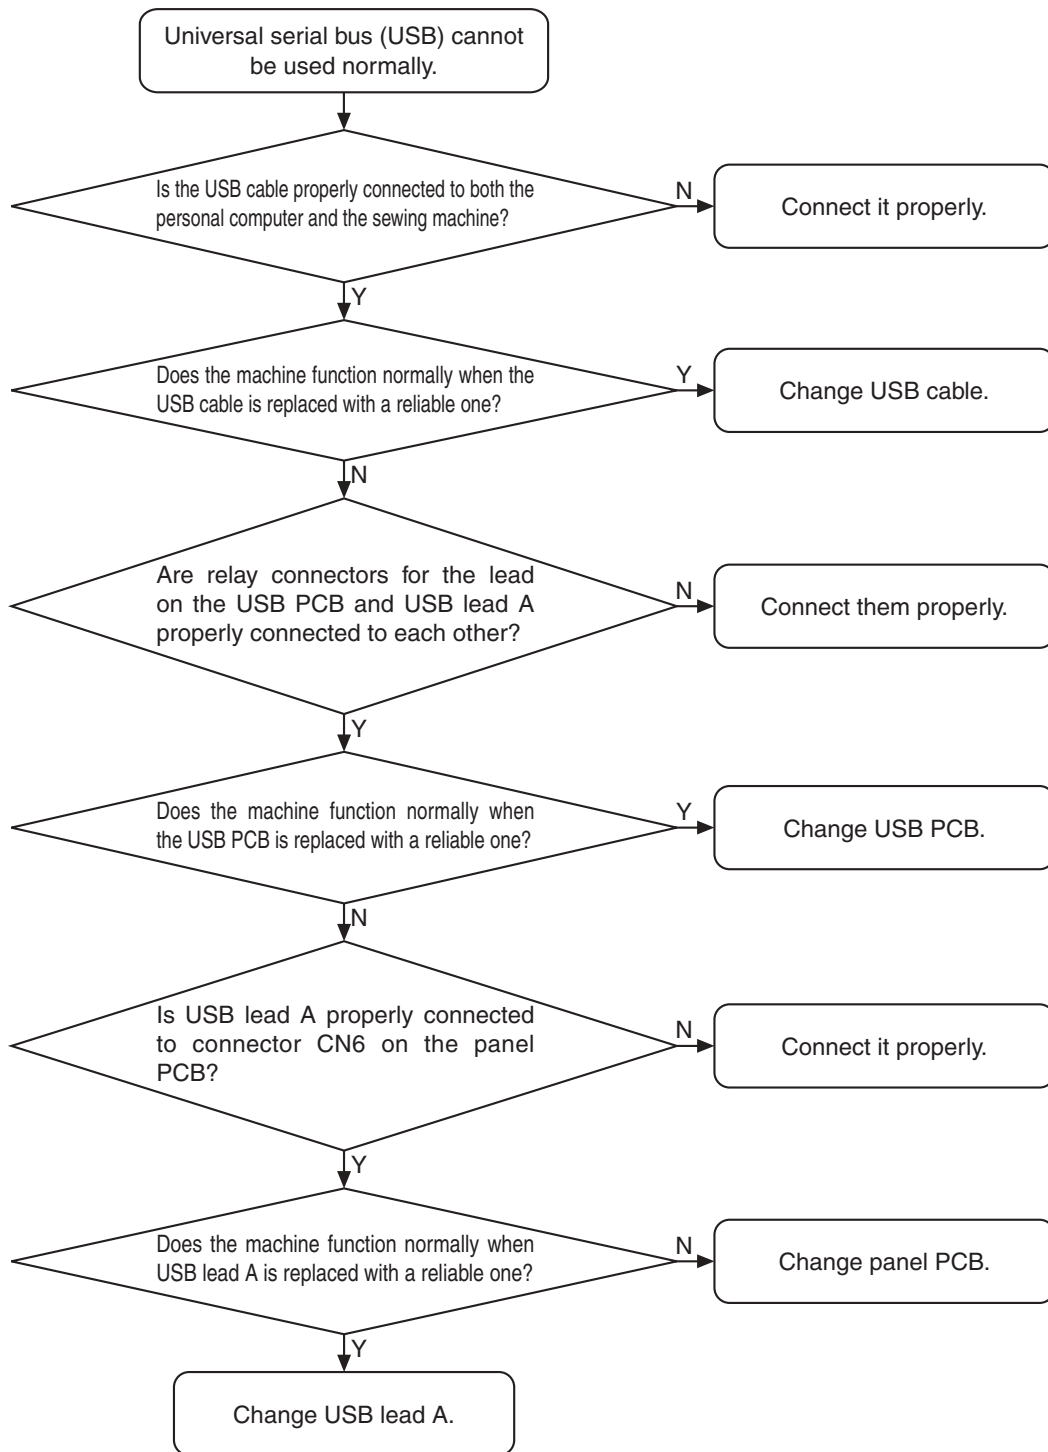 Universal serial bus (USB) cannot
be used normally.
Is the USB cable properly connected to both the
personal computer and the sewing machine?
N
Connect it properly.
Y
Does the machine function normally when the
USB cable is replaced with a reliable one?
Y
Change USB cable.
N
Are relay connectors for the lead
on the USB PCB and USB lead A
properly connected to each other?
N
Connect them properly.
Y
Does the machine function normally when
the USB PCB is replaced with a reliable one?
Y
Change USB PCB.
N
Is USB lead A properly connected
to connector CN6 on the panel
PCB?
N
Connect it properly.
Y
Does the machine function normally when
USB lead A is replaced with a reliable one?
N
Change panel PCB.
Y
Change USB lead A.